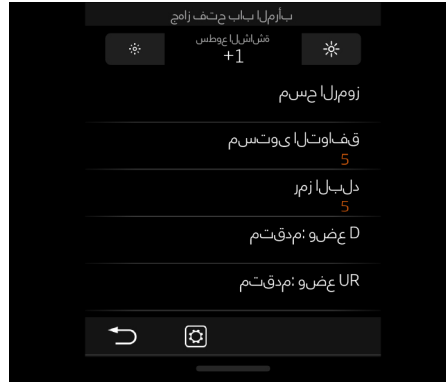 بآرملا باب حتف زاهج
ةشاشلا عوطس
+1
زومرلا حسم
قفاوتلا ىوتسم
5
دلبلا زمر
5
D عضو :مدقتم
UR عضو :مدقتم